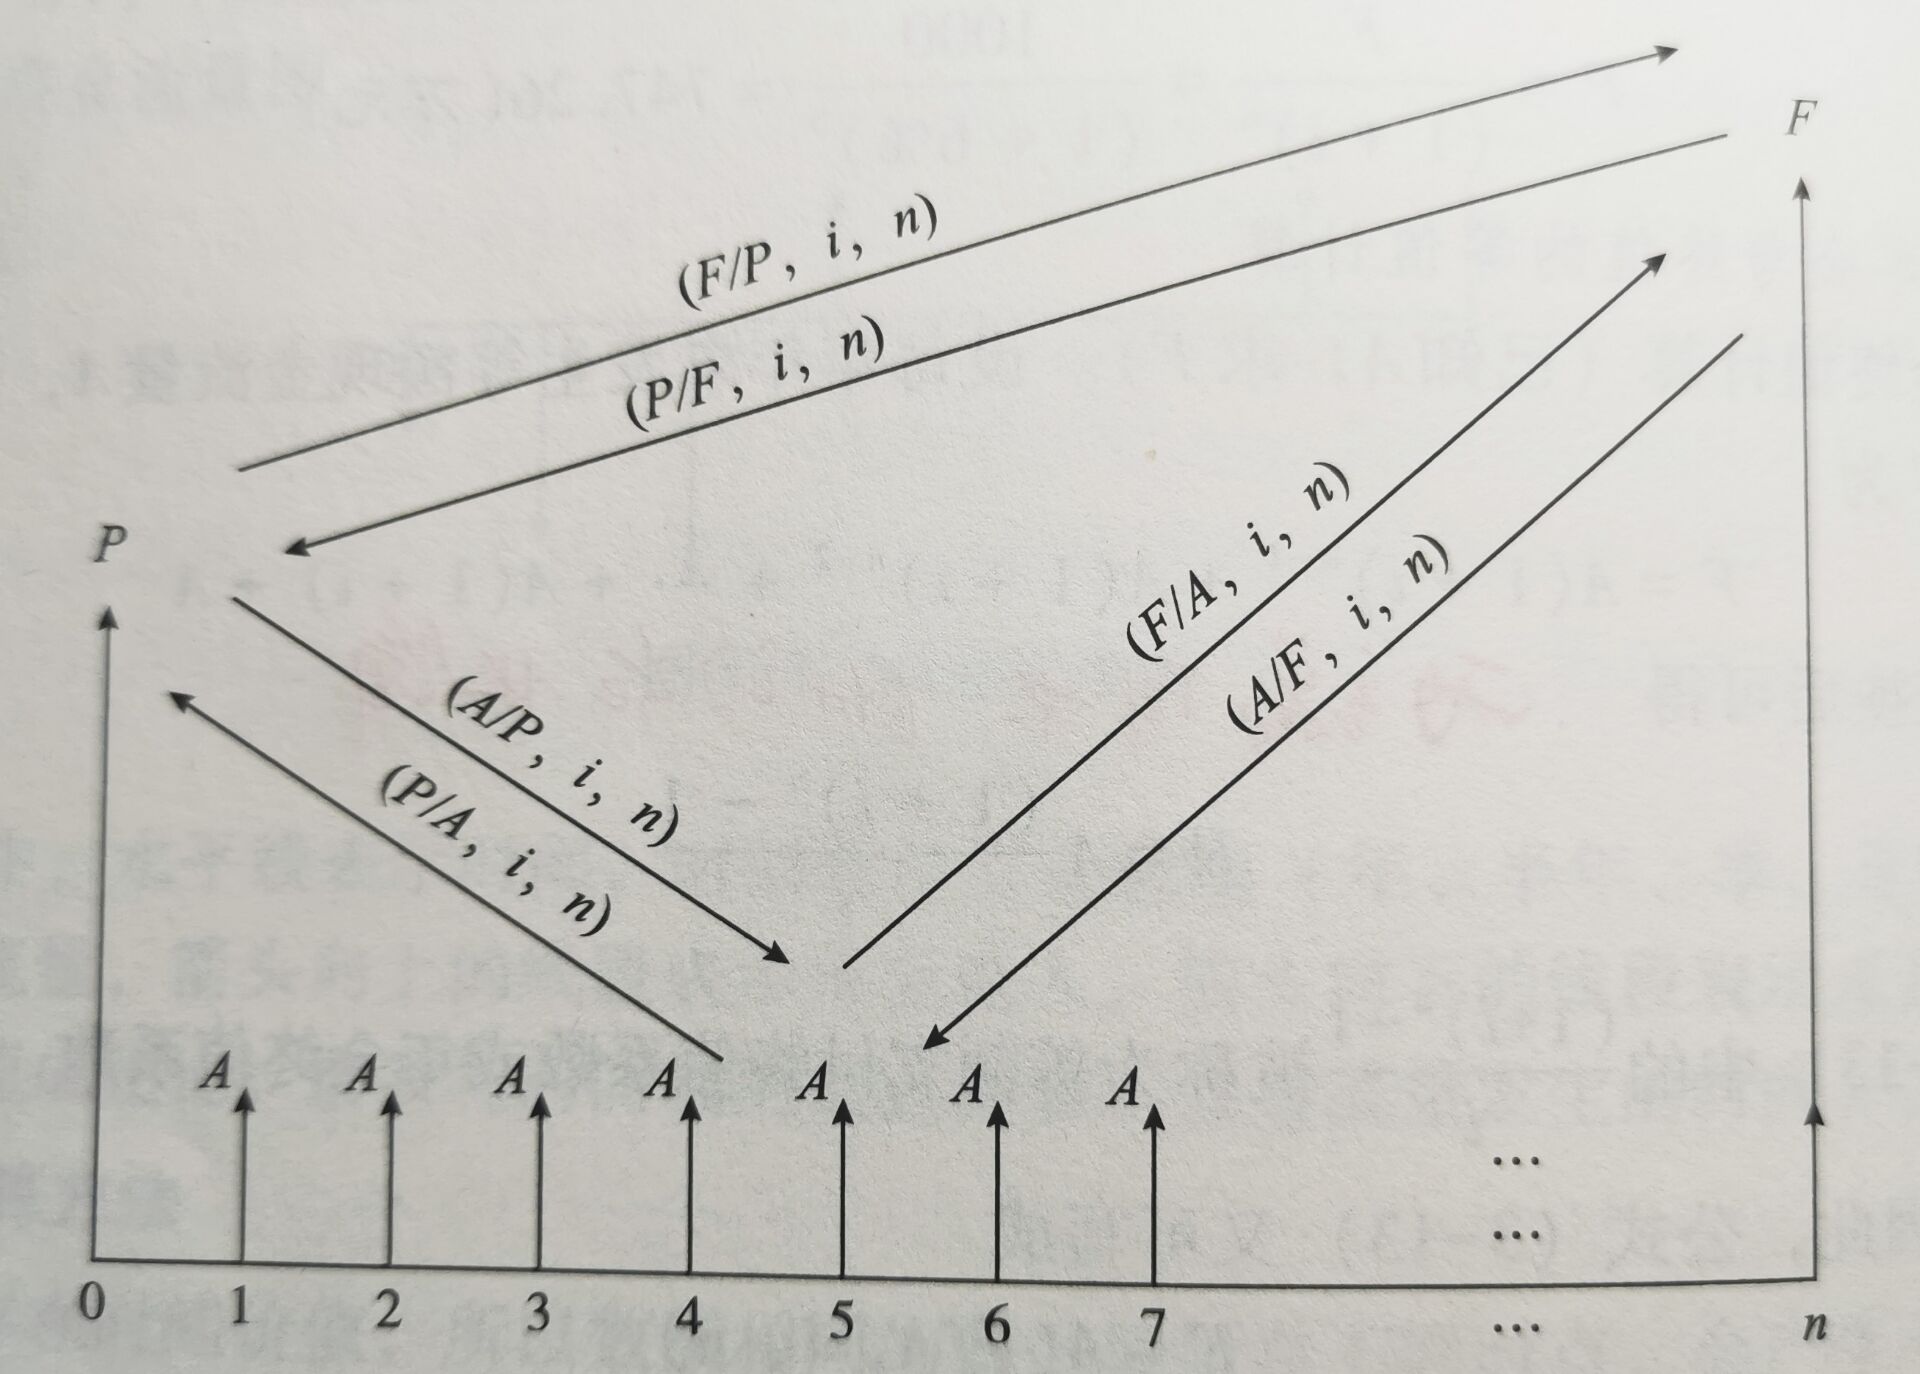 F
(F/P, i, n)
(P/F, i, n)
P
(F/A, i, n)
(A/F, i, n)
(A/P, i, n)
(P/A, i, n)
A A A A A A A
...
...
0 1 2 3 4 5 6 7 ... n